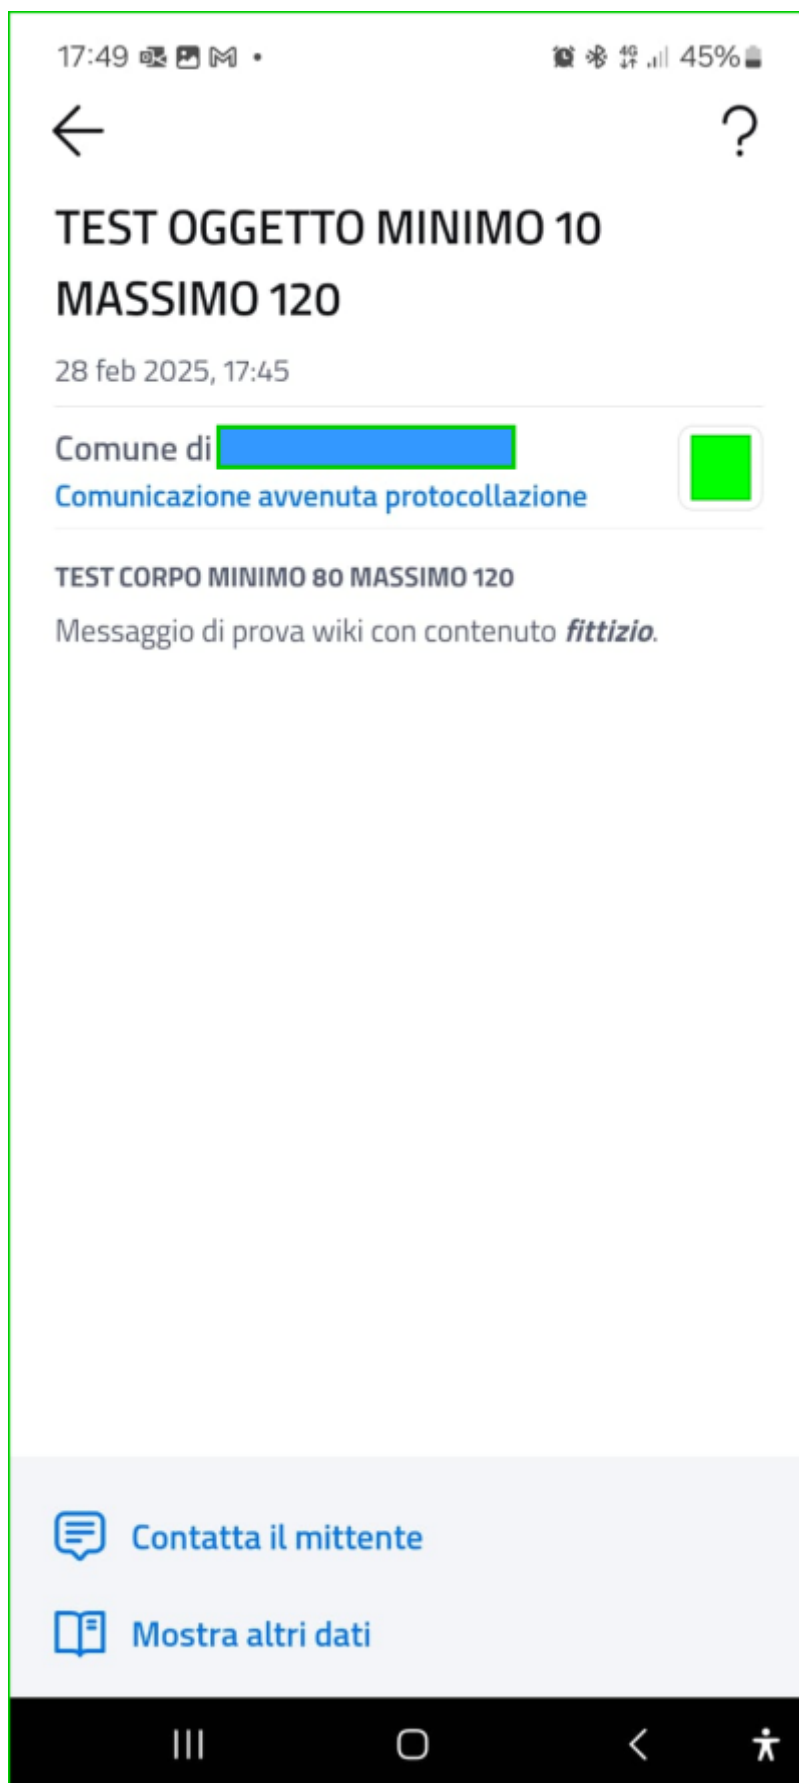 17:49
4G
45%
TEST OGGETTO MINIMO 10
MASSIMO 120
28 feb 2025, 17:45
Comune di
Comunicazione avvenuta protocollazione
TEST CORPO MINIMO 80 MASSIMO 120
Messaggio di prova wiki con contenuto fittizio.
Contatta il mittente
Mostra altri dati